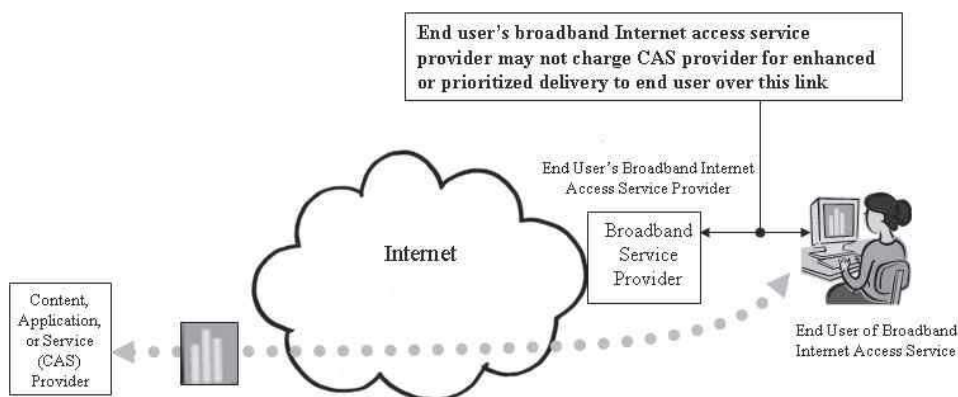 End user's broadband Internet access service
provider may not charge CAS provider for enhanced
or prioritized delivery to end user over this link
End User's Broadband Internet
Access Service Provider
Internet
Broadband
Service
Provider
Content,
Application,
or Service
(CAS)
Provider
End User of Broadband
Internet Access Service